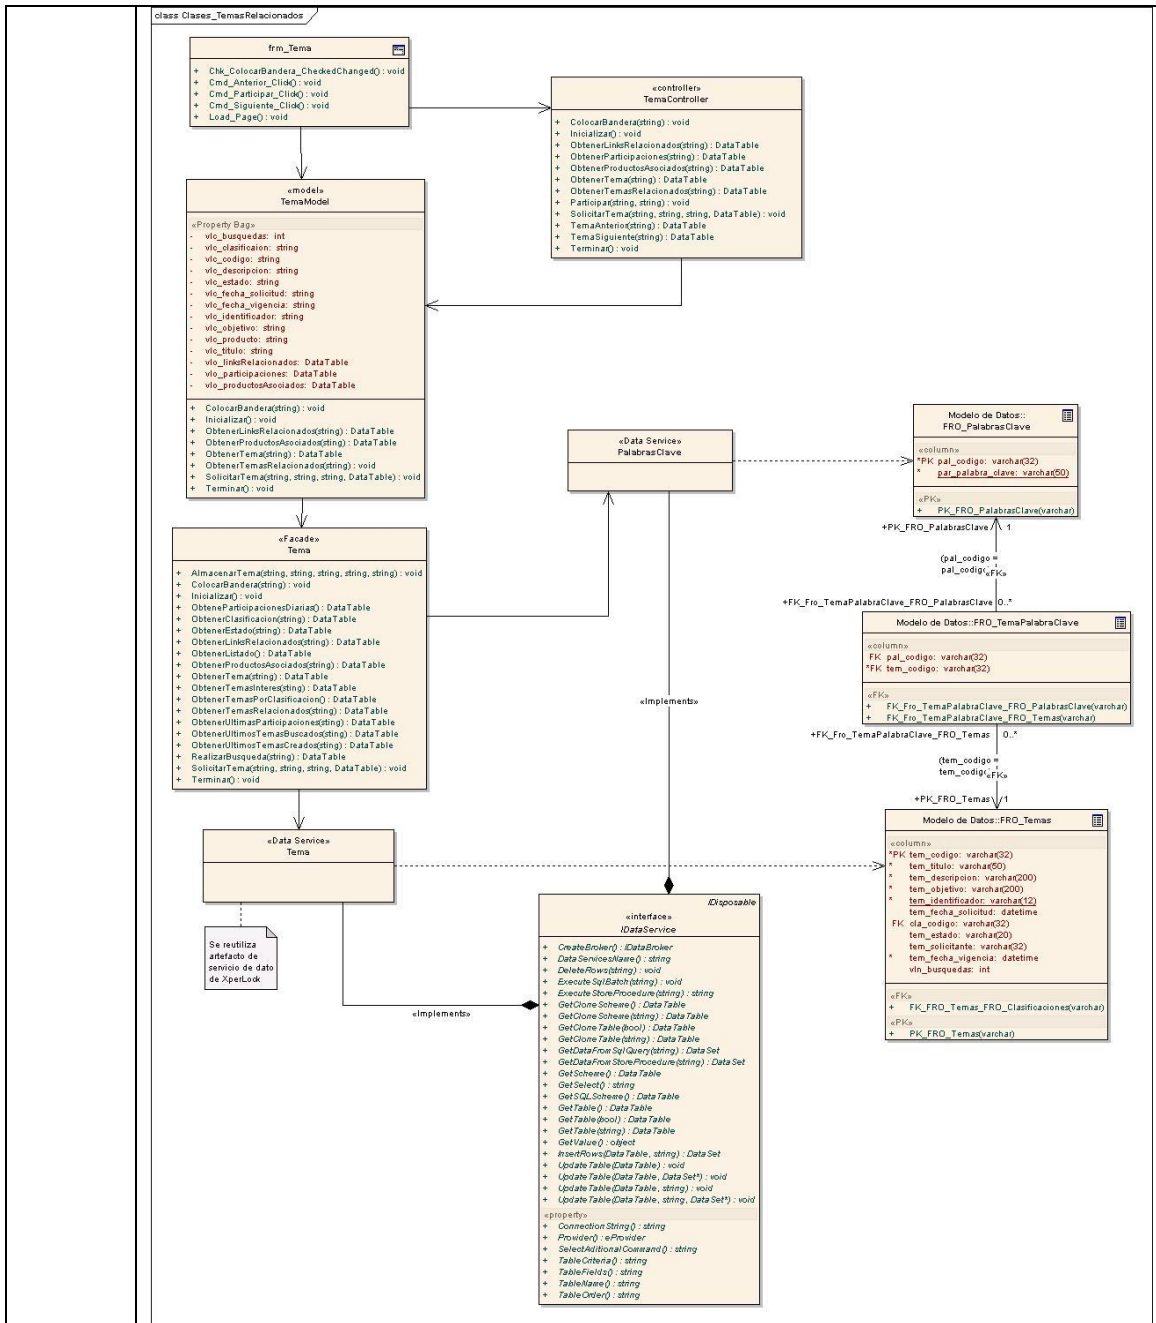 class Clases_TemasRelacionados
frm_Tema
+ Chk_ColocarBandera_CheckedChanged() : void
+ Cmd_Anterior_Click() : void
+ Cmd_Participar_Click() : void
+ Cmd_Siguiente_Click() : void
+ Load_Page() : void
«controller»
TemaController
+ ColocarBandera(string) : void
+ Inicializar() : void
+ ObtenerLinksRelacionados(string) : DataTable
+ ObtenerParticipaciones(string) : DataTable
+ ObtenerProductosAsociados(string) : DataTable
+ ObtenerTema(string) : DataTable
+ ObtenerTemasRelacionados(string) : DataTable
+ Participar(string, string) : void
+ SolicitarTema(string, string, string, DataTable) : void
+ TemaAnterior(string) : DataTable
+ TemaSiguiente(string) : DataTable
+ Terminar() : void
«model»
TemaModel
«Property Bag»
- vlc_busquedas: int
- vlc_clasificaion: string
- vlc_codigo: string
- vlc_descripcion: string
- vlc_estado: string
- vlc_fecha_solicitud: string
- vlc_fecha_vigencia: string
- vlc_identificador: string
- vlc_objetivo: string
- vlc_producto: string
- vlc_titulo: string
- vlo_linksRelacionados: DataTable
- vlo_participaciones: DataTable
- vlo_productosAsociados: DataTable
+ ColocarBandera(string) : void
+ Inicializar() : void
+ ObtenerLinksRelacionados(string) : DataTable
+ ObtenerProductosAsociados(sting) : DataTable
+ ObtenerTema(string) : DataTable
+ ObtenerTemasRelacionados(string) : void
+ SolicitarTema(string, string, string, DataTable) : void
+ Terminar() : void
«Data Service»
PalabrasClave
Modelo de Datos::
FRO_PalabrasClave
«column»
*PK pal_codigo: varchar(32)
* par_palabra_clave: varchar(50)
«PK»
+ PK_FRO_PalabrasClave(varchar)
+PK_FRO_PalabrasClave 1
(pal_codigo =
pal_codigo
«FK»
+FK_Fro_TemaPalabraClave_FRO_PalabrasClave 0..*
Modelo de Datos::FRO_TemaPalabraClave
«column»
FK pal_codigo: varchar(32)
*FK tem_codigo: varchar(32)
«FK»
+ FK_Fro_TemaPalabraClave_FRO_PalabrasClave(varchar)
+ FK_Fro_TemaPalabraClave_FRO_Temas(varchar)
+FK_Fro_TemaPalabraClave_FRO_Temas 0..*
(tem_codigo =
tem_codigo
«FK»
+PK_FRO_Temas 1
«Facade»
Tema
+ AlmacenarTema(string, string, string, string, string) : void
+ ColocarBandera(string) : void
+ Inicializar() : void
+ ObteneParticipacionesDiarias() : DataTable
+ ObtenerClasificacion(string) : DataTable
+ ObtenerEstado(string) : DataTable
+ ObtenerLinksRelacionados(string) : DataTable
+ ObtenerListado() : DataTable
+ ObtenerProductosAsociados(string) : DataTable
+ ObtenerTema(string) : DataTable
+ ObtenerTemasInteres(sting) : DataTable
+ ObtenerTemasPorClasificacion() : DataTable
+ ObtenerTemasRelacionados(string) : DataTable
+ ObtenerUltimasParticipaciones(sting) : DataTable
+ ObtenerUltimosTemasBuscados(string) : DataTable
+ ObtenerUltimosTemasCreados(string) : DataTable
+ RealizarBusqueda(string) : DataTable
+ SolicitarTema(string, string, string, DataTable) : void
+ Terminar() : void
«Implements»
«Data Service»
Tema
Se reutiliza
artefacto de
servicio de dato
de XperLock
«Implements»
Modelo de Datos::FRO_Temas
«column»
*PK tem_codigo: varchar(32)
* tem_titulo: varchar(50)
* tem_descripcion: varchar(200)
* tem_objetivo: varchar(200)
* tem_identificador: varchar(12)
tem_fecha_solicitud: datetime
FK cla_codigo: varchar(32)
tem_estado: varchar(20)
tem_solicitante: varchar(32)
* tem_fecha_vigencia: datetime
vln_busquedas: int
«FK»
+ FK_FRO_Temas_FRO_Clasificaciones(varchar)
«PK»
+ PK_FRO_Temas(varchar)
IDisposable
«interface»
IDataService
+ CreateBroker() : IDataBroker
+ DataServicesName() : string
+ DeleteRows(string) : void
+ ExecuteSqlBatch(string) : void
+ ExecuteStoreProcedure(string) : string
+ GetCloneScheme() : DataTable
+ GetCloneScheme(string) : DataTable
+ GetCloneTable(bool) : DataTable
+ GetCloneTable(string) : DataTable
+ GetDataFromSqlQuery(string) : DataSet
+ GetDataFromStoreProcedure(string) : DataSet
+ GetScheme() : DataTable
+ GetSelect() : string
+ GetSQLScheme() : DataTable
+ GetTable() : DataTable
+ GetTable(bool) : DataTable
+ GetTable(string) : DataTable
+ GetValue() : object
+ InsertRows(DataTable, string) : DataSet
+ UpdateTable(DataTable) : void
+ UpdateTable(DataTable, DataSet*) : void
+ UpdateTable(DataTable, string) : void
+ UpdateTable(DataTable, string, DataSet*) : void
«property»
+ ConnectionString() : string
+ Provider() : eProvider
+ SelectAditionalCommand() : string
+ TableCriteria() : string
+ TableFields() : string
+ TableName() : string
+ TableOrder() : string